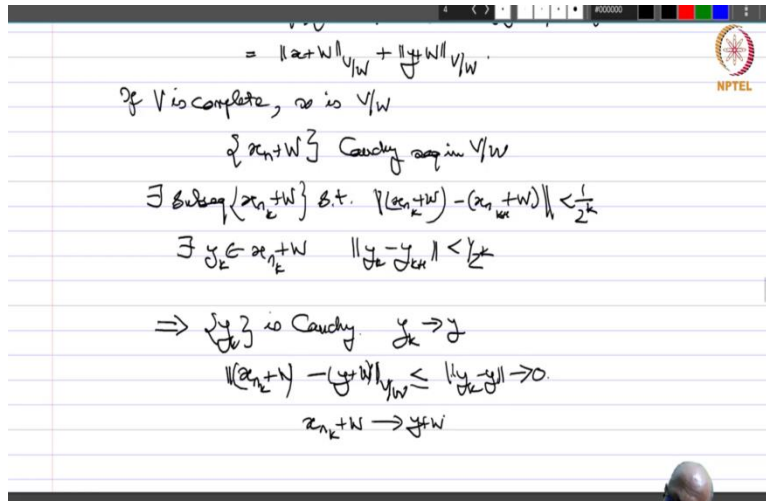 4 #000000
= ||x+W||_{V/W} + ||y+W||_{V/W}.
NPTEL
If V is complete, so is V/W
{x_n+W} Cauchy seq in V/W
∃ subseq {x_{n_k}+W} s.t. ||(x_{n_k}+W) - (x_{n_{k+1}}+W)|| < 1/2^k
∃ y_k ∈ x_{n_k}+W ||y_k - y_{k+1}|| < 1/2^k
⇒ {y_k} is Cauchy. y_k → y
||(x_{n_k}+W) - (y+W)||_{V/W} ≤ ||y_k - y|| → 0.
x_{n_k}+W → y+W